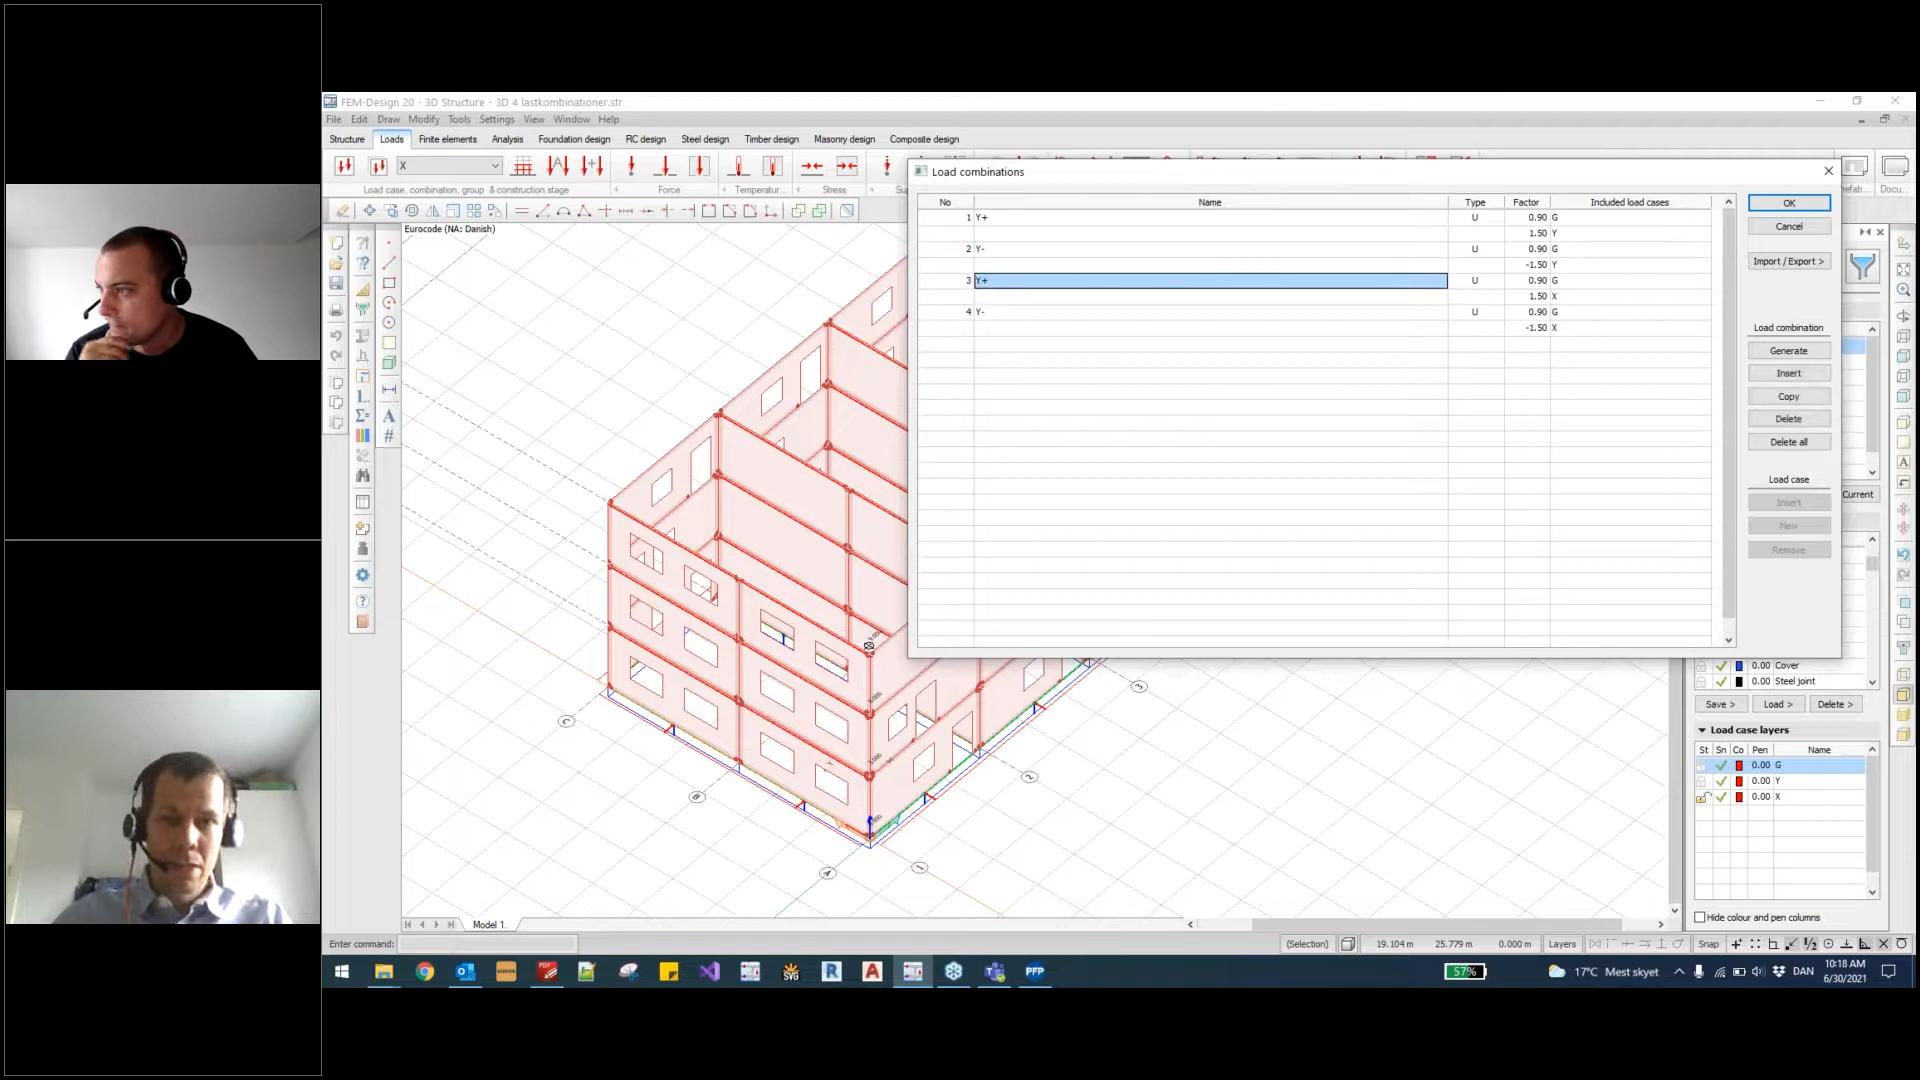 FEM-Design 20 - 3D Structure - 3D 4 lastkombinationer.str
File Edit Draw Modify Tools Settings View Window Help
Structure Loads Finite elements Analysis Foundation design RC design Steel design Timber design Masonry design Composite design
X
Load case, combination, group & construction stage Force Temperatur... Stress
Eurocode (NA: Danish)
Load combinations
No Name Type Factor Included load cases
1 Y+ U 0.90 G
1.50 Y
2 Y- U 0.90 G
-1.50 Y
3 Y+ U 0.90 G
1.50 X
4 Y- U 0.90 G
-1.50 X
OK
Cancel
Import / Export >
Load combination
Generate
Insert
Copy
Delete
Delete all
Load case
Insert
New
Remove
Docu...
Current
0.00 Cover
0.00 Steel joint
Save > Load > Delete >
Load case layers
St Sn Co Pen Name
0.00 G
0.00 Y
0.00 X
Hide colour and pen columns
C
B
A
1
2
3
Model 1.
Enter command:
(Selection) 19.104 m 25.779 m 0.000 m Layers Snap
57% 17°C Mest skyet DAN 10:18 AM
6/30/2021